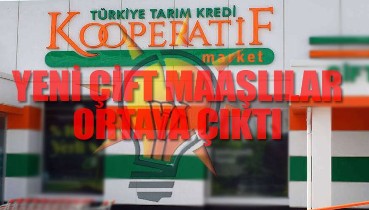 TÜRKİYE TARIM KREDİ
KOOPERATİF
market
YENİ ÇİFT MAAŞLILAR
ORTAYA ÇIKTI